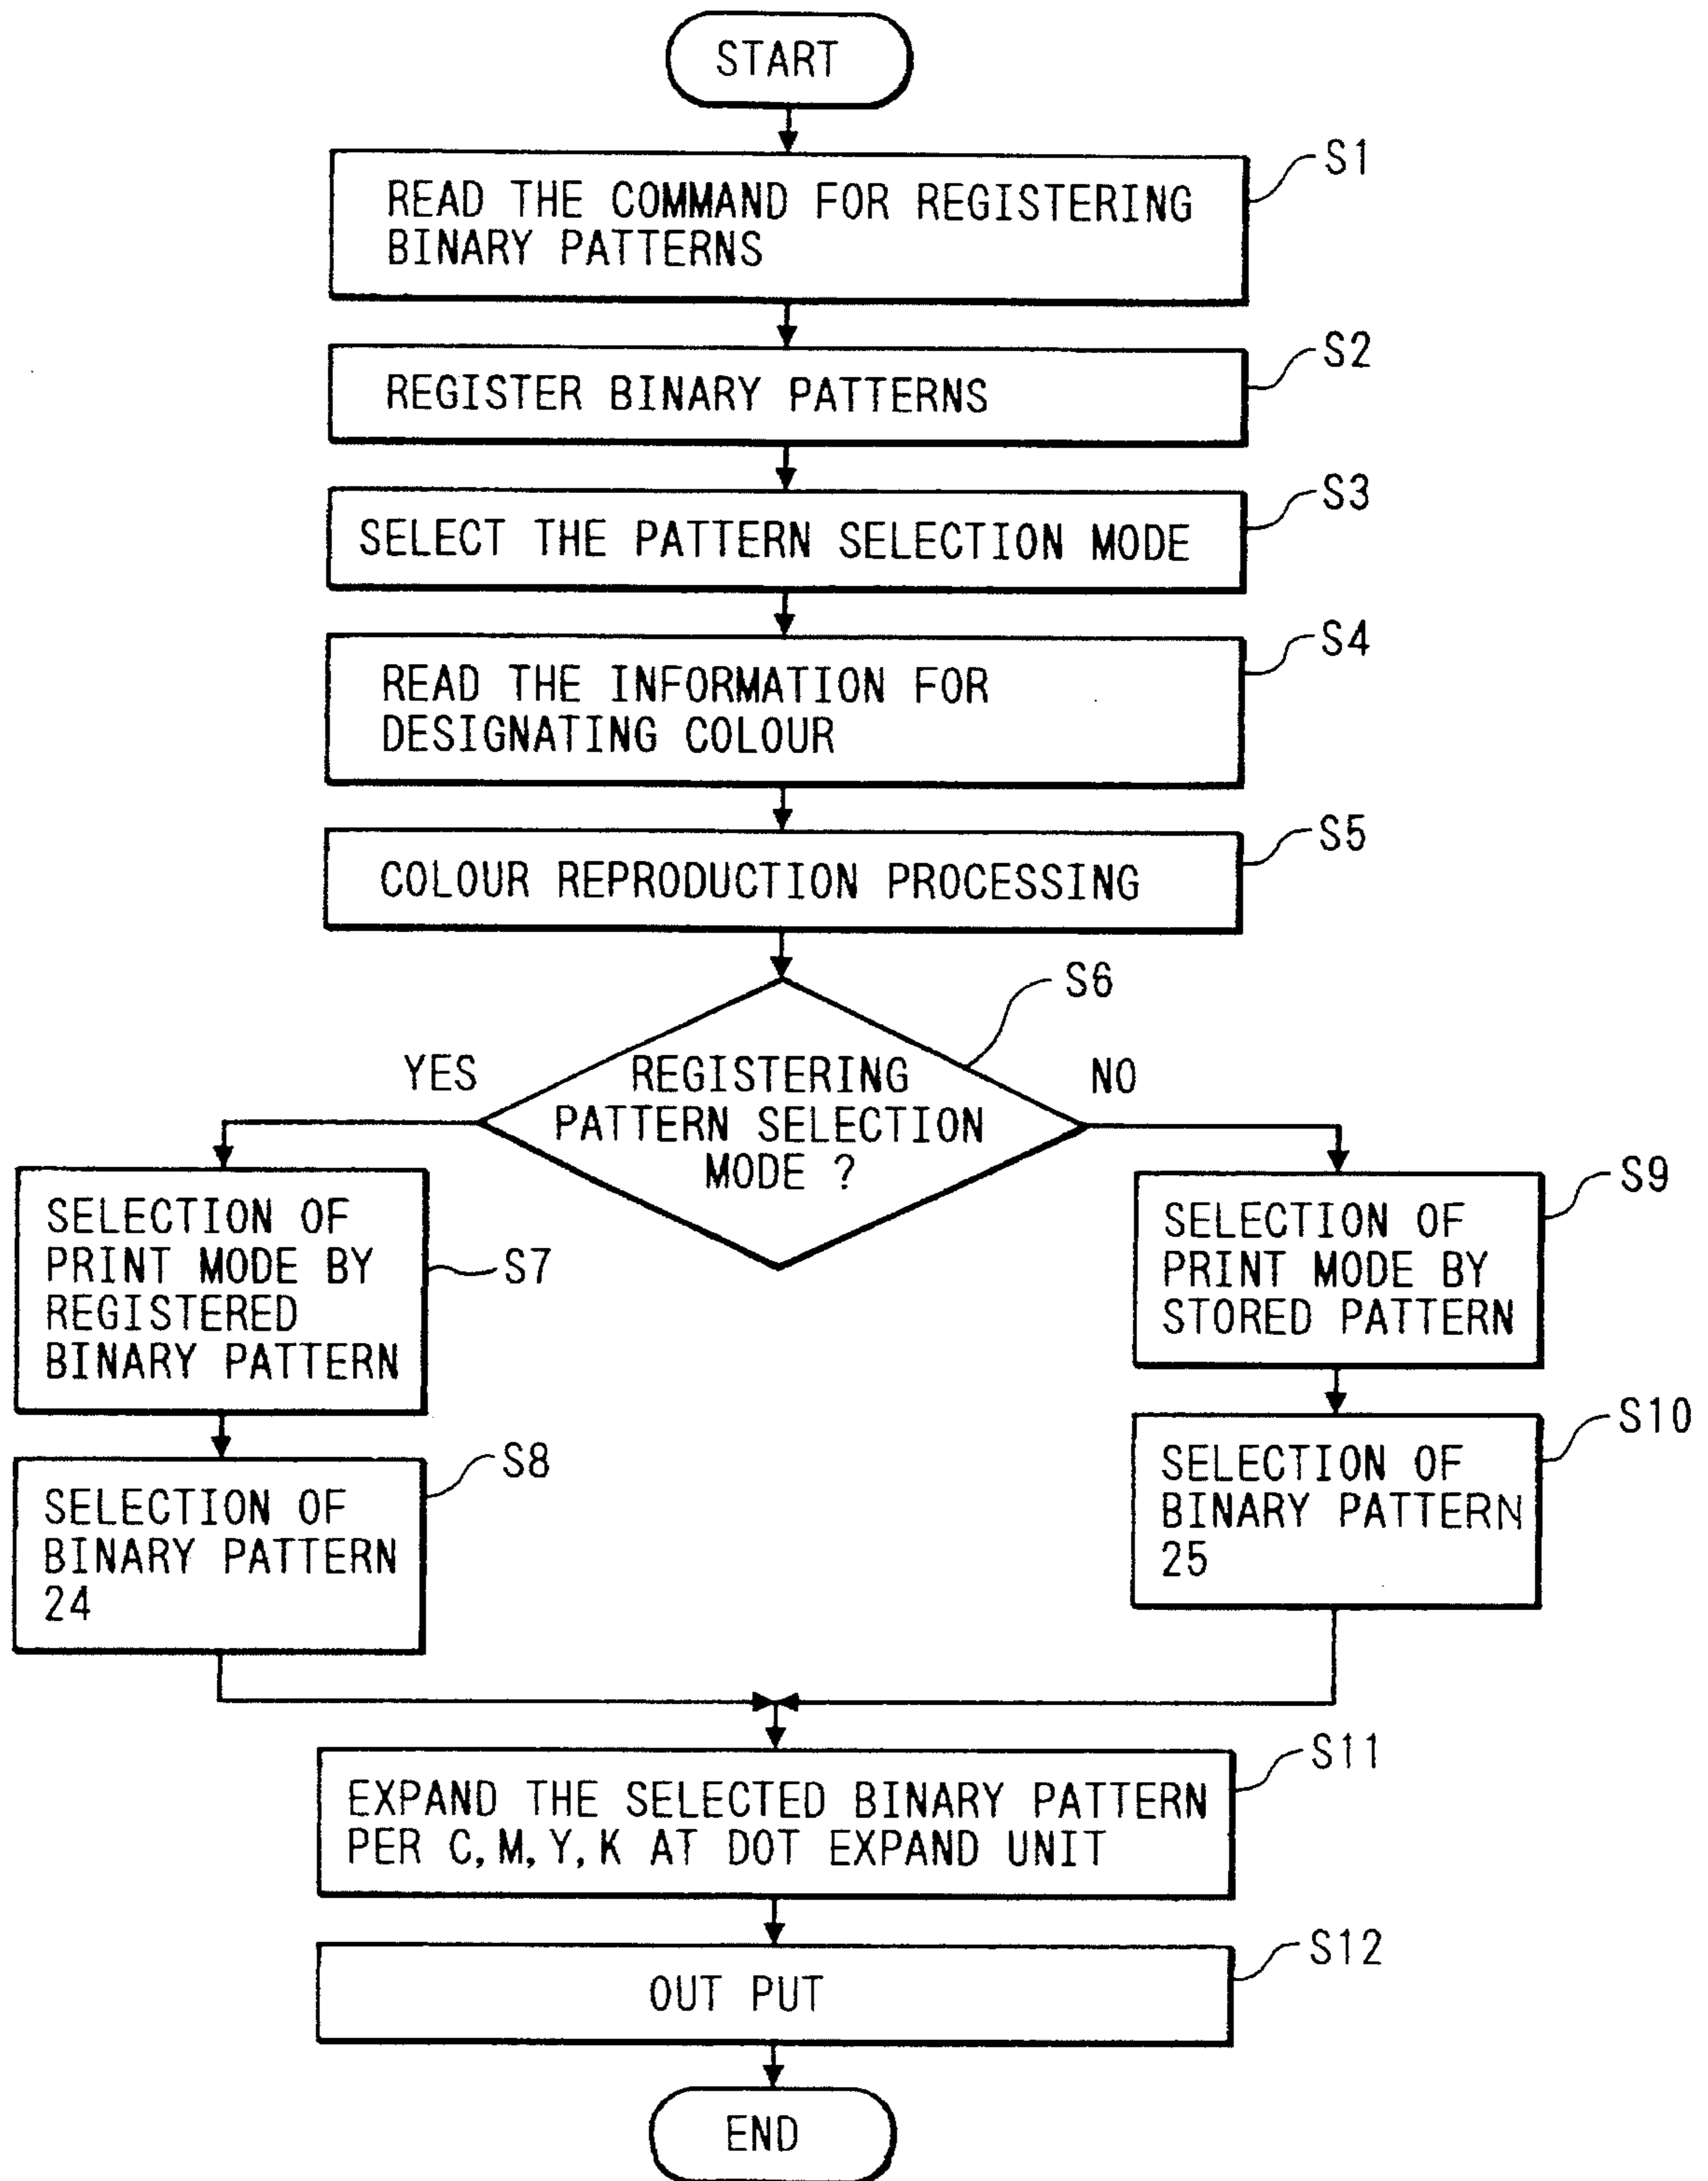 START
S1
READ THE COMMAND FOR REGISTERING
BINARY PATTERNS
S2
REGISTER BINARY PATTERNS
S3
SELECT THE PATTERN SELECTION MODE
S4
READ THE INFORMATION FOR
DESIGNATING COLOUR
S5
COLOUR REPRODUCTION PROCESSING
S6
YES
REGISTERING
PATTERN SELECTION
MODE ?
NO
SELECTION OF
PRINT MODE BY
REGISTERED
BINARY PATTERN
S7
S9
SELECTION OF
PRINT MODE BY
STORED PATTERN
S8
SELECTION OF
BINARY PATTERN
24
S10
SELECTION OF
BINARY PATTERN
25
S11
EXPAND THE SELECTED BINARY PATTERN
PER C, M, Y, K AT DOT EXPAND UNIT
S12
OUT PUT
END